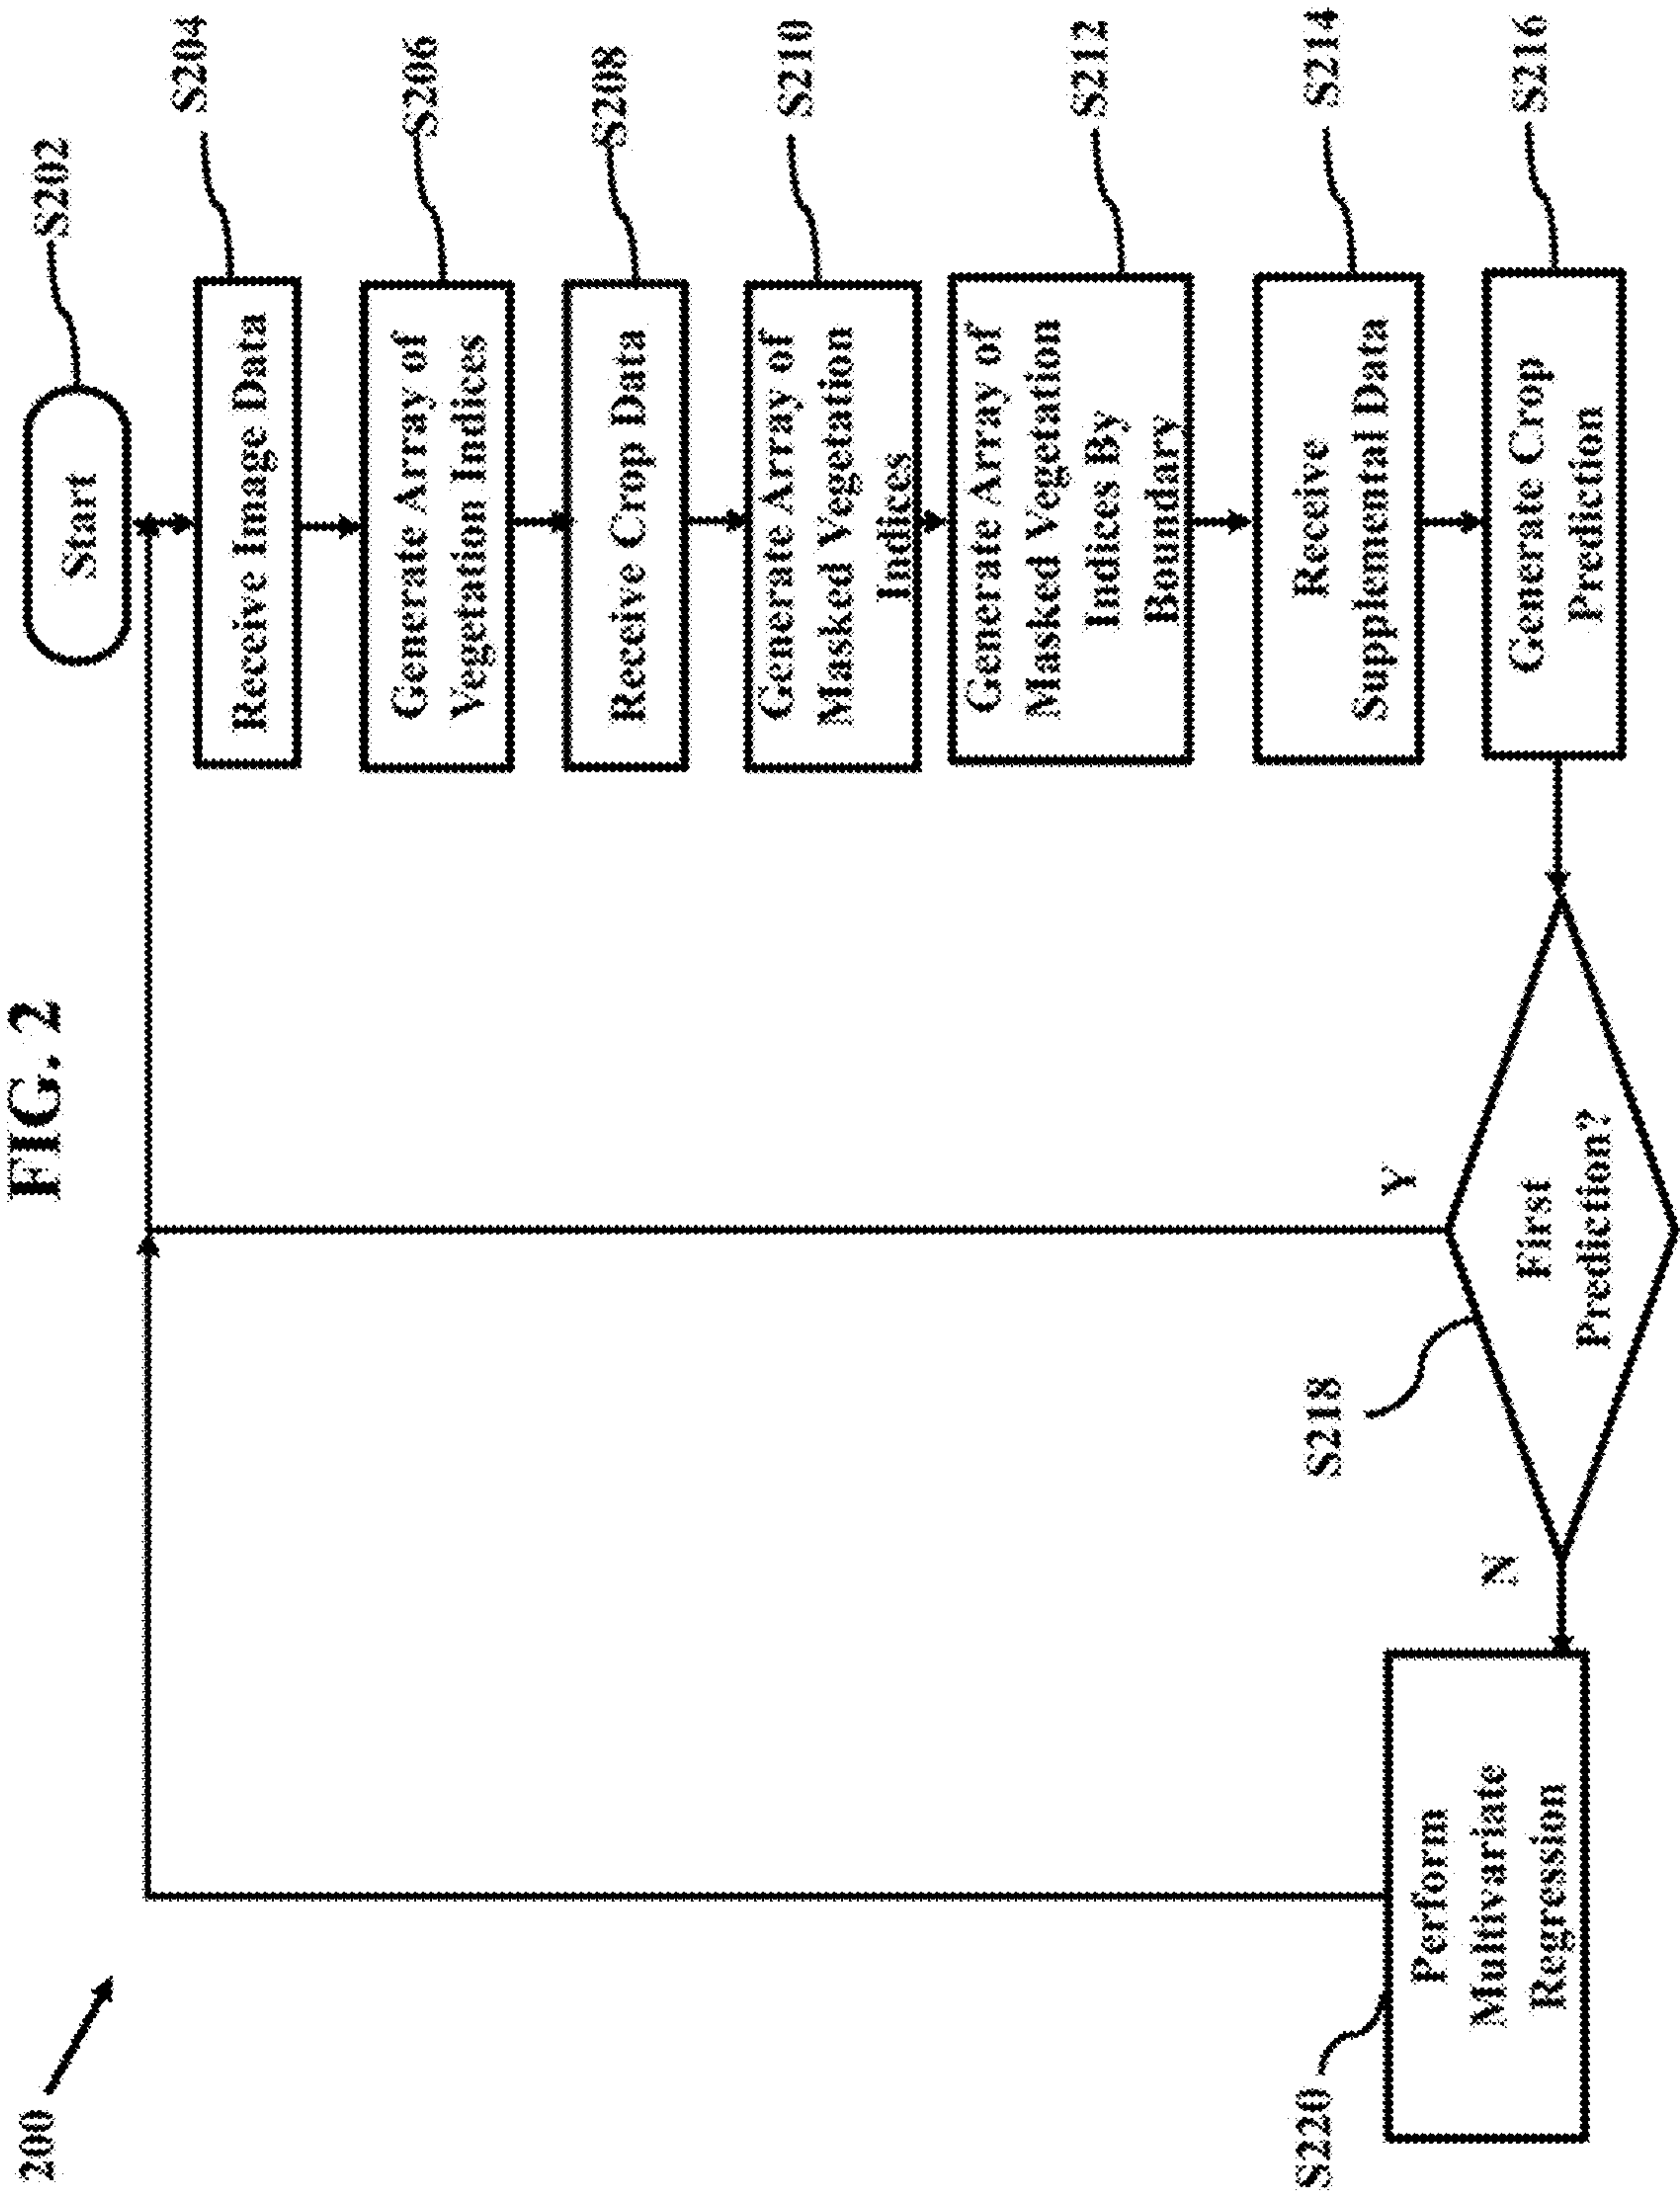 FIG. 2
200
Start
S202
Receive Image Data
S204
Generate Array of
Vegetation Indices
S206
Receive Crop Data
S208
Generate Array of
Masked Vegetation
Indices
S210
Generate Array of
Masked Vegetation
Indices By
Boundary
S212
Receive
Supplemental Data
S214
Generate Crop
Prediction
S216
First
Prediction?
S218
Y
N
Perform
Multivariate
Regression
S220